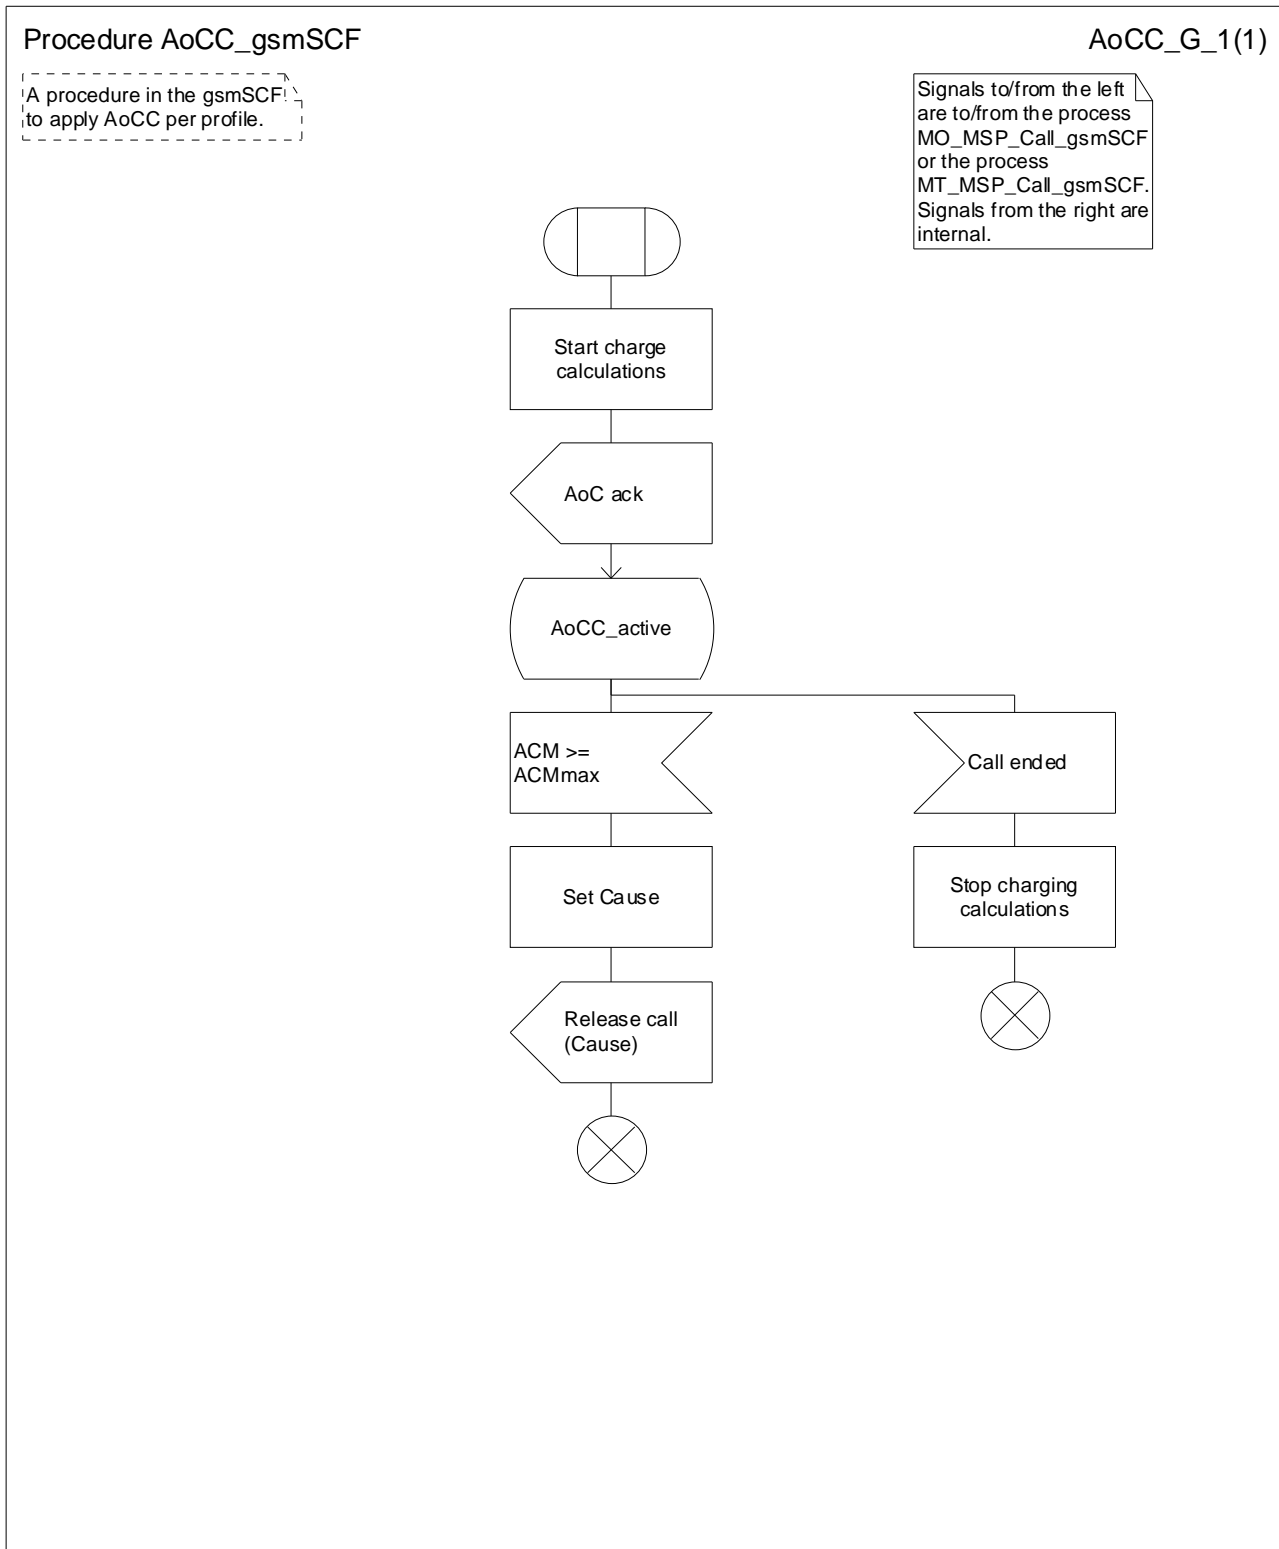 Procedure AoCC_gsmSCF
AoCC_G_1(1)
A procedure in the gsmSCF
to apply AoCC per profile.
Signals to/from the left
are to/from the process
MO_MSP_Call_gsmSCF
or the process
MT_MSP_Call_gsmSCF.
Signals from the right are
internal.
Start charge
calculations
AoC ack
AoCC_active
ACM >=
ACMmax
Call ended
Set Cause
Stop charging
calculations
Release call
(Cause)